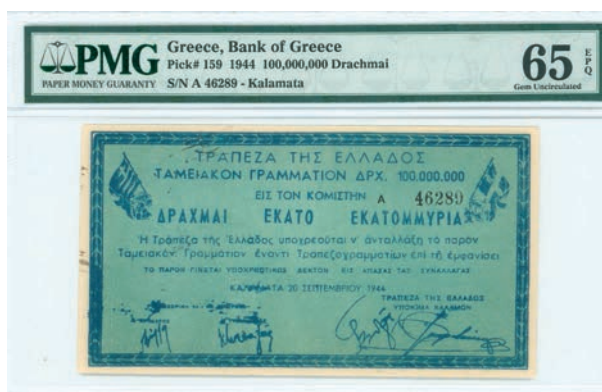 PMG
PAPER MONEY GUARANTY
Greece, Bank of Greece
Pick# 159 1944 100,000,000 Drachmai
S/N A 46289 - Kalamata
65 EPQ
Gem Uncirculated
ΤΡΑΠΕΖΑ ΤΗΣ ΕΛΛΑΔΟΣ
ΤΑΜΕΙΑΚΟΝ ΓΡΑΜΜΑΤΙΟΝ ΔΡΧ. 100.000.000
ΕΙΣ ΤΟΝ ΚΟΜΙΣΤΗΝ Α 46289
ΔΡΑΧΜΑΙ ΕΚΑΤΟ ΕΚΑΤΟΜΜΥΡΙΑ
Ἡ Τράπεζα τῆς Ἑλλάδος ὑποχρεοῦται ν' ἀνταλλάξῃ τὸ παρὸν
Ταμειακὸν Γραμμάτιον ἔναντι Τραπεζογραμματίων ἐπὶ τῇ ἐμφανίσει
ΤΟ ΠΑΡΟΝ ΓΙΝΕΤΑΙ ΥΠΟΧΡΕΩΤΙΚΩΣ ΔΕΚΤΟΝ ΕΙΣ ΑΠΑΣΑΣ ΤΑΣ ΣΥΝΑΛΛΑΓΑΣ
ΚΑΛΑΜΑΤΑ 20 ΣΕΠΤΕΜΒΡΙΟΥ 1944
ΤΡΑΠΕΖΑ ΤΗΣ ΕΛΛΑΔΟΣ
ΥΠΟΚ/ΜΑ ΚΑΛΑΜΩΝ